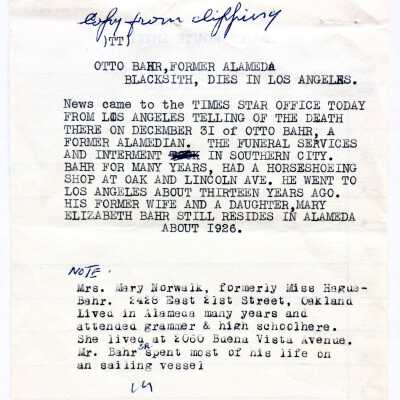 Copy from clipping
)TT)
OTTO BAHR,FORMER ALAMEDA
BLACKSITH, DIES IN LOS ANGELES.
News came to the TIMES STAR OFFICE TODAY
FROM LOS ANGELES TELLING OF THE DEATH
THERE ON DECEMBER 31 of OTTO BAHR, A
FORMER ALAMEDIAN. THE FUNERAL SERVICES
AND INTERMENT IN SOUTHERN CITY.
BAHR FOR MANY YEARS, HAD A HORSESHOEING
SHOP AT OAK AND LINCOLN AVE. HE WENT TO
LOS ANGELES ABOUT THIRTEEN YEARS AGO.
HIS FORMER WIFE AND A DAUGHTER,MARY
ELIZABETH BAHR STILL RESIDES IN ALAMEDA
ABOUT 1926.
NOTE.
Mrs. Mary Norwalk, formerly Miss Hague-
Bahr. 2426 East 21st Street, Oakland
Lived in Alameda many years and
attended grammer & high schoolhere.
She lived at 2060 Buena Vista Avenue.
Mr. Bahr SR spent most of his life on
an sailing vessel